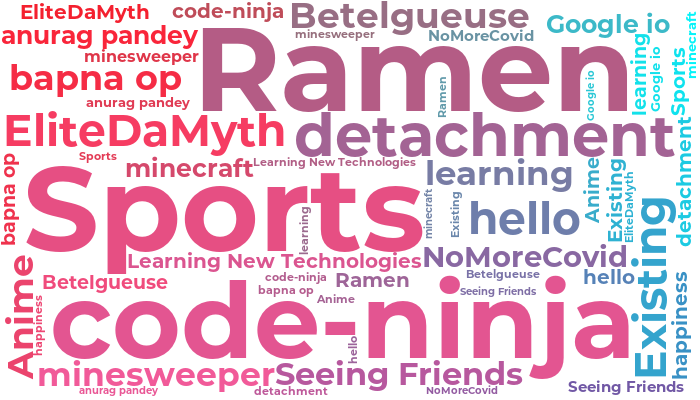 EliteDaMyth
code-ninja
Betelgueuse
Google io
anurag pandey
minesweeper
NoMoreCovid
minesweeper
bapna op
Ramen
learning
Google io
Sports
minecraft
anurag pandey
Ramen
Google io
EliteDaMyth
detachment
Sports
minecraft
Learning New Technologies
learning
detachment
bapna op
Sports
learning
minecraft
Existing
hello
Anime
Existing
EliteDaMyth
Learning New Technologies
NoMoreCovid
Existing
Anime
happiness
Betelgueuse
code-ninja
bapna op
Anime
Ramen
Betelgueuse
Seeing Friends
hello
happiness
code-ninja
hello
minesweeper
Seeing Friends
anurag pandey
detachment
NoMoreCovid
Seeing Friends